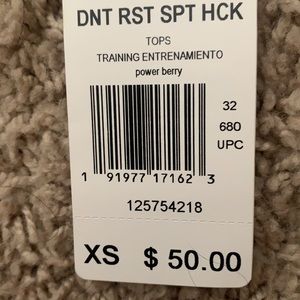 DNT RST SPT HCK
TOPS
TRAINING ENTRENAMIENTO
power berry
32
680
UPC
1 91977 17162 3
125754218
XS $ 50.00